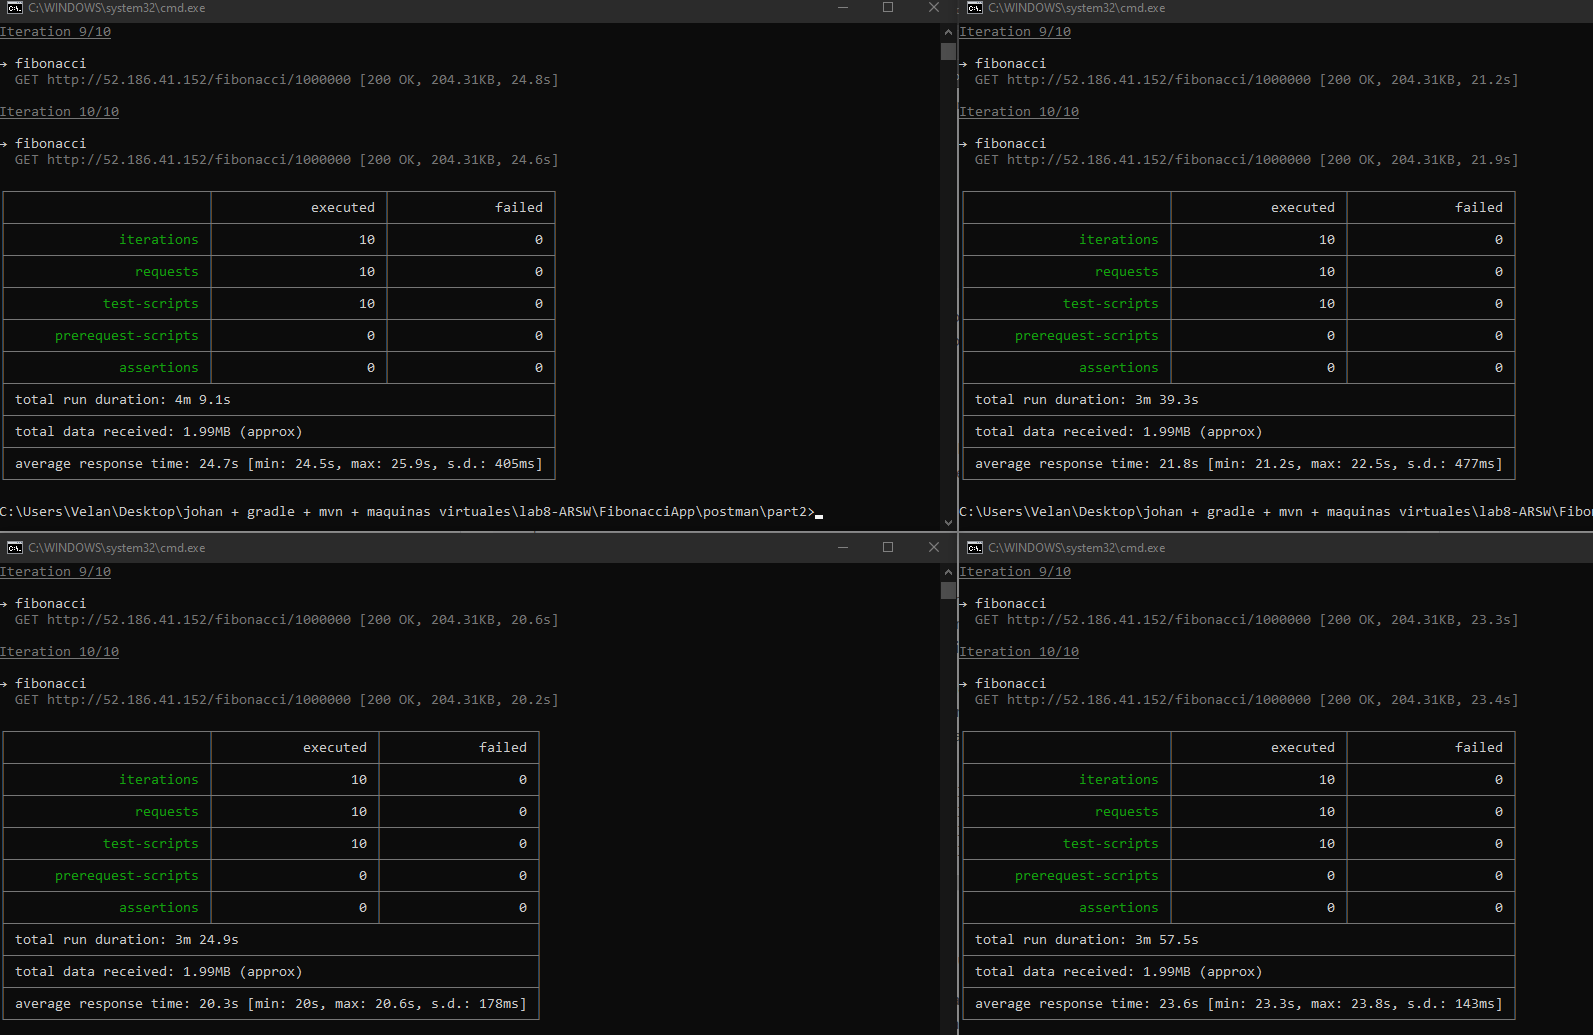 C:\WINDOWS\system32\cmd.exe
Iteration 9/10
→ fibonacci
GET http://52.186.41.152/fibonacci/1000000 [200 OK, 204.31KB, 24.8s]
Iteration 10/10
→ fibonacci
GET http://52.186.41.152/fibonacci/1000000 [200 OK, 204.31KB, 24.6s]
executed failed
iterations 10 0
requests 10 0
test-scripts 10 0
prerequest-scripts 0 0
assertions 0 0
total run duration: 4m 9.1s
total data received: 1.99MB (approx)
average response time: 24.7s [min: 24.5s, max: 25.9s, s.d.: 405ms]
C:\Users\Velan\Desktop\johan + gradle + mvn + maquinas virtuales\lab8-ARSW\FibonacciApp\postman\part2>
C:\WINDOWS\system32\cmd.exe
Iteration 9/10
→ fibonacci
GET http://52.186.41.152/fibonacci/1000000 [200 OK, 204.31KB, 21.2s]
Iteration 10/10
→ fibonacci
GET http://52.186.41.152/fibonacci/1000000 [200 OK, 204.31KB, 21.9s]
executed failed
iterations 10 0
requests 10 0
test-scripts 10 0
prerequest-scripts 0 0
assertions 0 0
total run duration: 3m 39.3s
total data received: 1.99MB (approx)
average response time: 21.8s [min: 21.2s, max: 22.5s, s.d.: 477ms]
C:\Users\Velan\Desktop\johan + gradle + mvn + maquinas virtuales\lab8-ARSW\Fibo
C:\WINDOWS\system32\cmd.exe
Iteration 9/10
→ fibonacci
GET http://52.186.41.152/fibonacci/1000000 [200 OK, 204.31KB, 20.6s]
Iteration 10/10
→ fibonacci
GET http://52.186.41.152/fibonacci/1000000 [200 OK, 204.31KB, 20.2s]
executed failed
iterations 10 0
requests 10 0
test-scripts 10 0
prerequest-scripts 0 0
assertions 0 0
total run duration: 3m 24.9s
total data received: 1.99MB (approx)
average response time: 20.3s [min: 20s, max: 20.6s, s.d.: 178ms]
C:\WINDOWS\system32\cmd.exe
Iteration 9/10
→ fibonacci
GET http://52.186.41.152/fibonacci/1000000 [200 OK, 204.31KB, 23.3s]
Iteration 10/10
→ fibonacci
GET http://52.186.41.152/fibonacci/1000000 [200 OK, 204.31KB, 23.4s]
executed failed
iterations 10 0
requests 10 0
test-scripts 10 0
prerequest-scripts 0 0
assertions 0 0
total run duration: 3m 57.5s
total data received: 1.99MB (approx)
average response time: 23.6s [min: 23.3s, max: 23.8s, s.d.: 143ms]